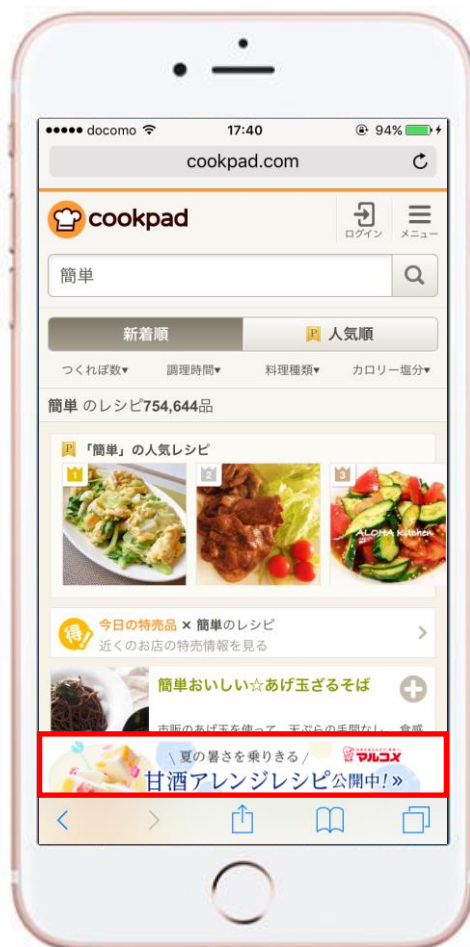 docomo 17:40 94%
cookpad.com
cookpad ログイン メニュー
簡単
新着順 P 人気順
つくれぽ数▾ 調理時間▾ 料理種類▾ カロリー塩分▾
簡単 のレシピ754,644品
P 「簡単」の人気レシピ
1 2 3
ALOHA Kitchen
得! 今日の特売品 × 簡単のレシピ
近くのお店の特売情報を見る
簡単おいしい☆あげ玉ざるそば
市販のあげ玉を使って、天ぷらの手間なし、食感
\ 夏の暑さを乗りきる / マルコメ
甘酒アレンジレシピ公開中!»